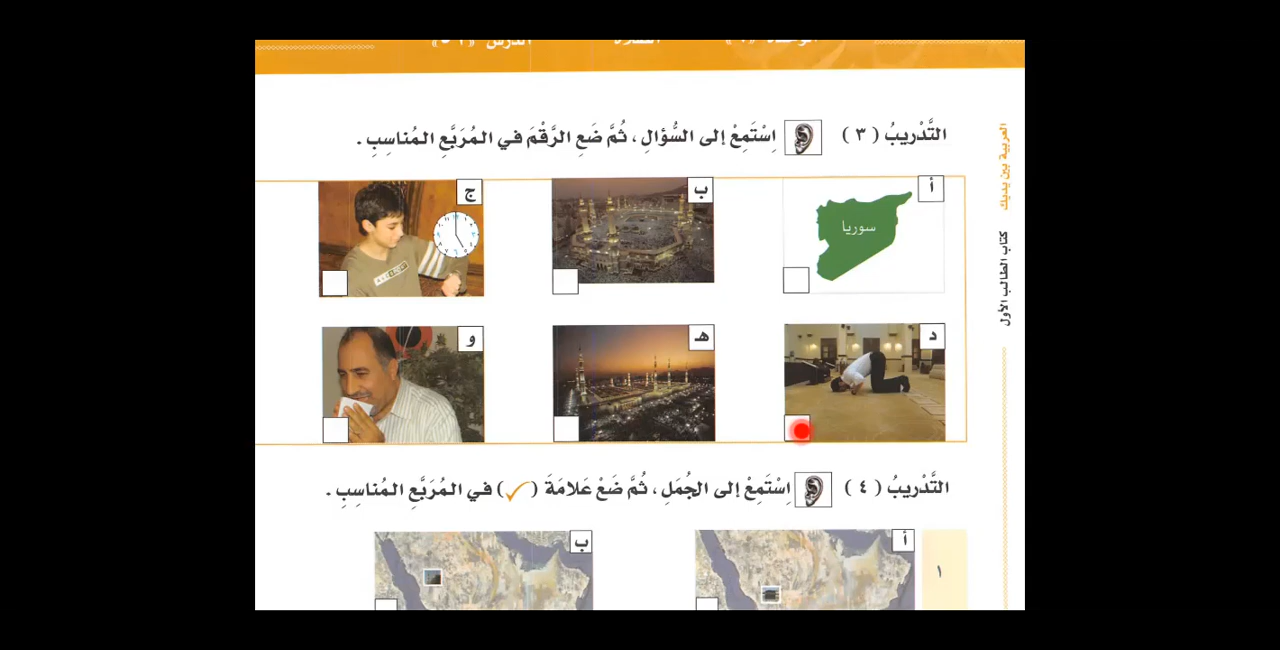 التَّدْرِيبُ ( ٣ ) اِسْتَمِعْ إلى السُّؤالِ ، ثُمَّ ضَعِ الرَّقْمَ في المُرَبَّعِ المُناسِبِ .
أ
سوريا
ب
ج
د
هـ
و
التَّدْرِيبُ ( ٤ ) اِسْتَمِعْ إلى الجُمَلِ ، ثُمَّ ضَعْ عَلامَةَ (✓) في المُرَبَّعِ المُناسِبِ .
١
أ
ب
العربية بين يديك كتاب الطالب الأول